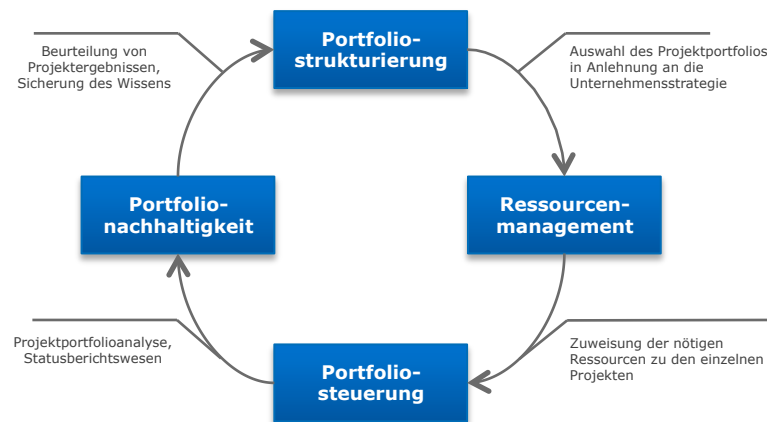 Portfolio-
strukturierung
Beurteilung von
Projektergebnissen,
Sicherung des Wissens
Auswahl des Projektportfolios
in Anlehnung an die
Unternehmensstrategie
Portfolio-
nachhaltigkeit
Ressourcen-
management
Projektportfolioanalyse,
Statusberichtswesen
Portfolio-
steuerung
Zuweisung der nötigen
Ressourcen zu den einzelnen
Projekten